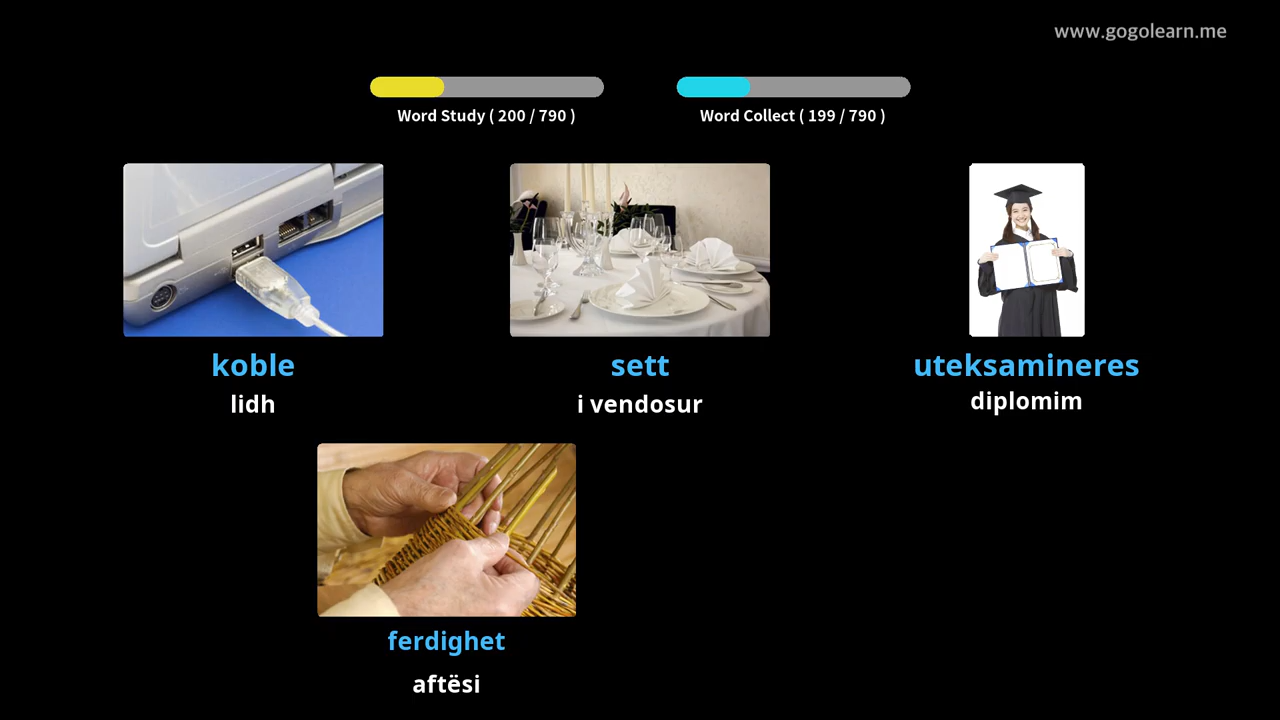 www.gogolearn.me
Word Study ( 200 / 790 )
Word Collect ( 199 / 790 )
koble
lidh
sett
i vendosur
uteksamineres
diplomim
ferdighet
aftësi